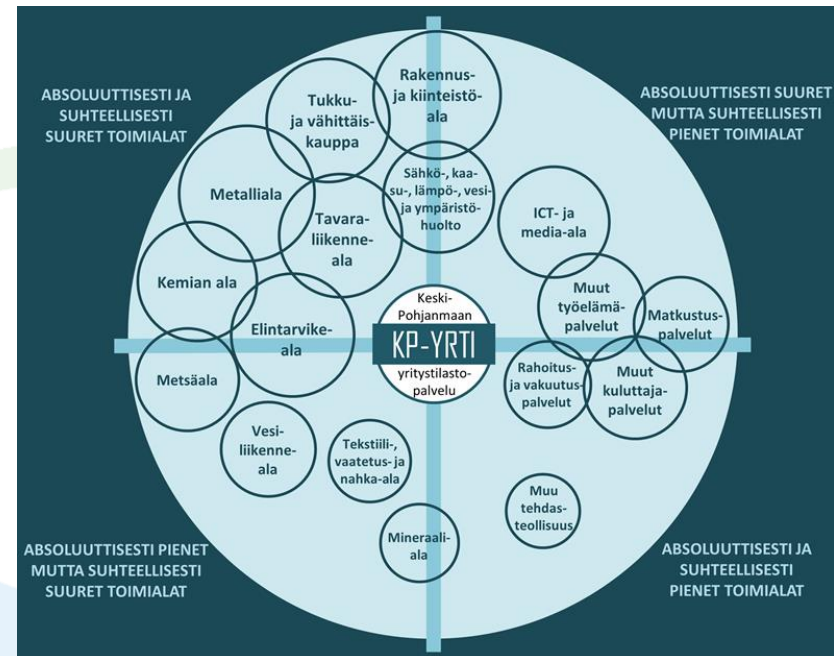 ABSOLUUTTISESTI JA
SUHTEELLISESTI
SUURET TOIMIALAT
ABSOLUUTTISESTI SUURET
MUTTA SUHTEELLISESTI
PIENET TOIMIALAT
Tukku-
ja vähittäis-
kauppa
Rakennus-
ja kiinteistö-
ala
Metalliala
Tavara-
liikenne-
ala
Sähkö-, kaa-
su-, lämpö-, vesi-
ja ympäristö-
huolto
ICT- ja
media-ala
Kemian ala
Elintarvike-
ala
Muut
työelämä-
palvelut
Matkustus-
palvelut
Keski-
Pohjanmaan
KP-YRTI
yritystilasto-
palvelu
Metsäala
Rahoitus-
ja vakuutus-
palvelut
Muut
kuluttaja-
palvelut
Vesi-
liikenne-
ala
Tekstiili-,
vaatetus- ja
nahka-ala
Mineraali-
ala
Muu
tehdas-
teollisuus
ABSOLUUTTISESTI PIENET
MUTTA SUHTEELLISESTI
SUURET TOIMIALAT
ABSOLUUTTISESTI JA
SUHTEELLISESTI
PIENET TOIMIALAT